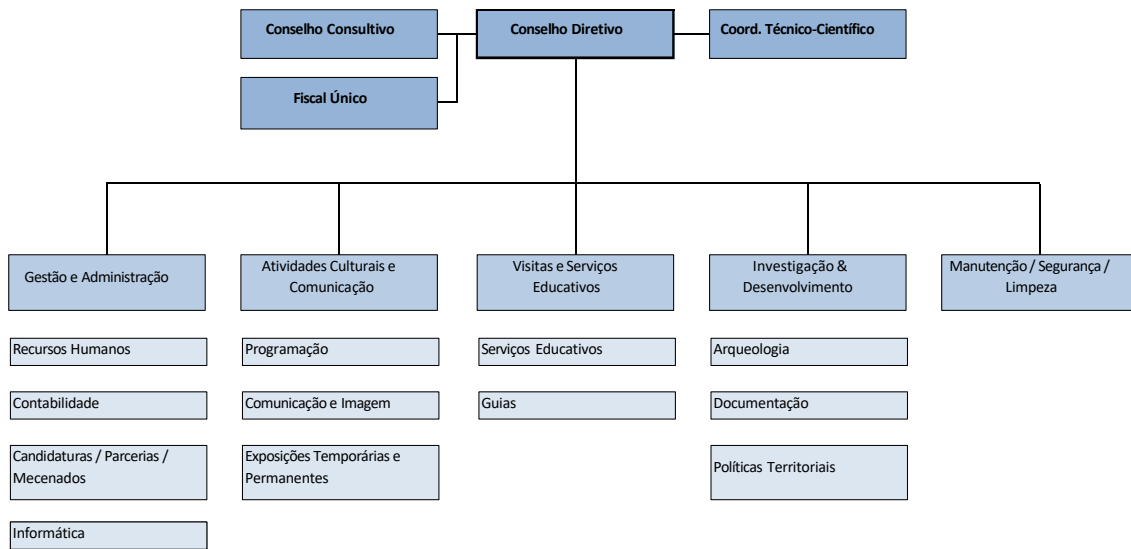 Conselho Consultivo
Conselho Diretivo
Coord. Técnico-Científico
Fiscal Único
Gestão e Administração
Atividades Culturais e
Comunicação
Visitas e Serviços
Educativos
Investigação &
Desenvolvimento
Manutenção / Segurança /
Limpeza
Recursos Humanos
Programação
Serviços Educativos
Arqueologia
Contabilidade
Comunicação e Imagem
Guias
Documentação
Candidaturas / Parcerias /
Mecenados
Exposições Temporárias e
Permanentes
Políticas Territoriais
Informática